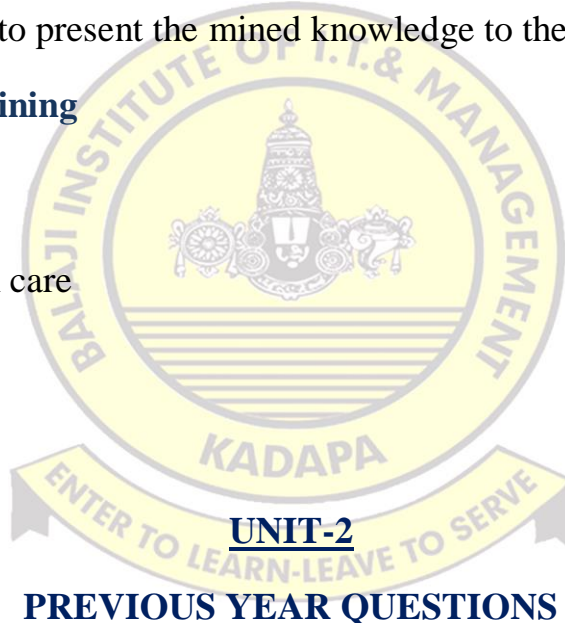 to present the mined knowledge to the
ining
care
BALAJI INSTITUTE OF I.T.& MANAGEMENT
KADAPA
ENTER TO LEARN-LEAVE TO SERVE
UNIT-2
PREVIOUS YEAR QUESTIONS